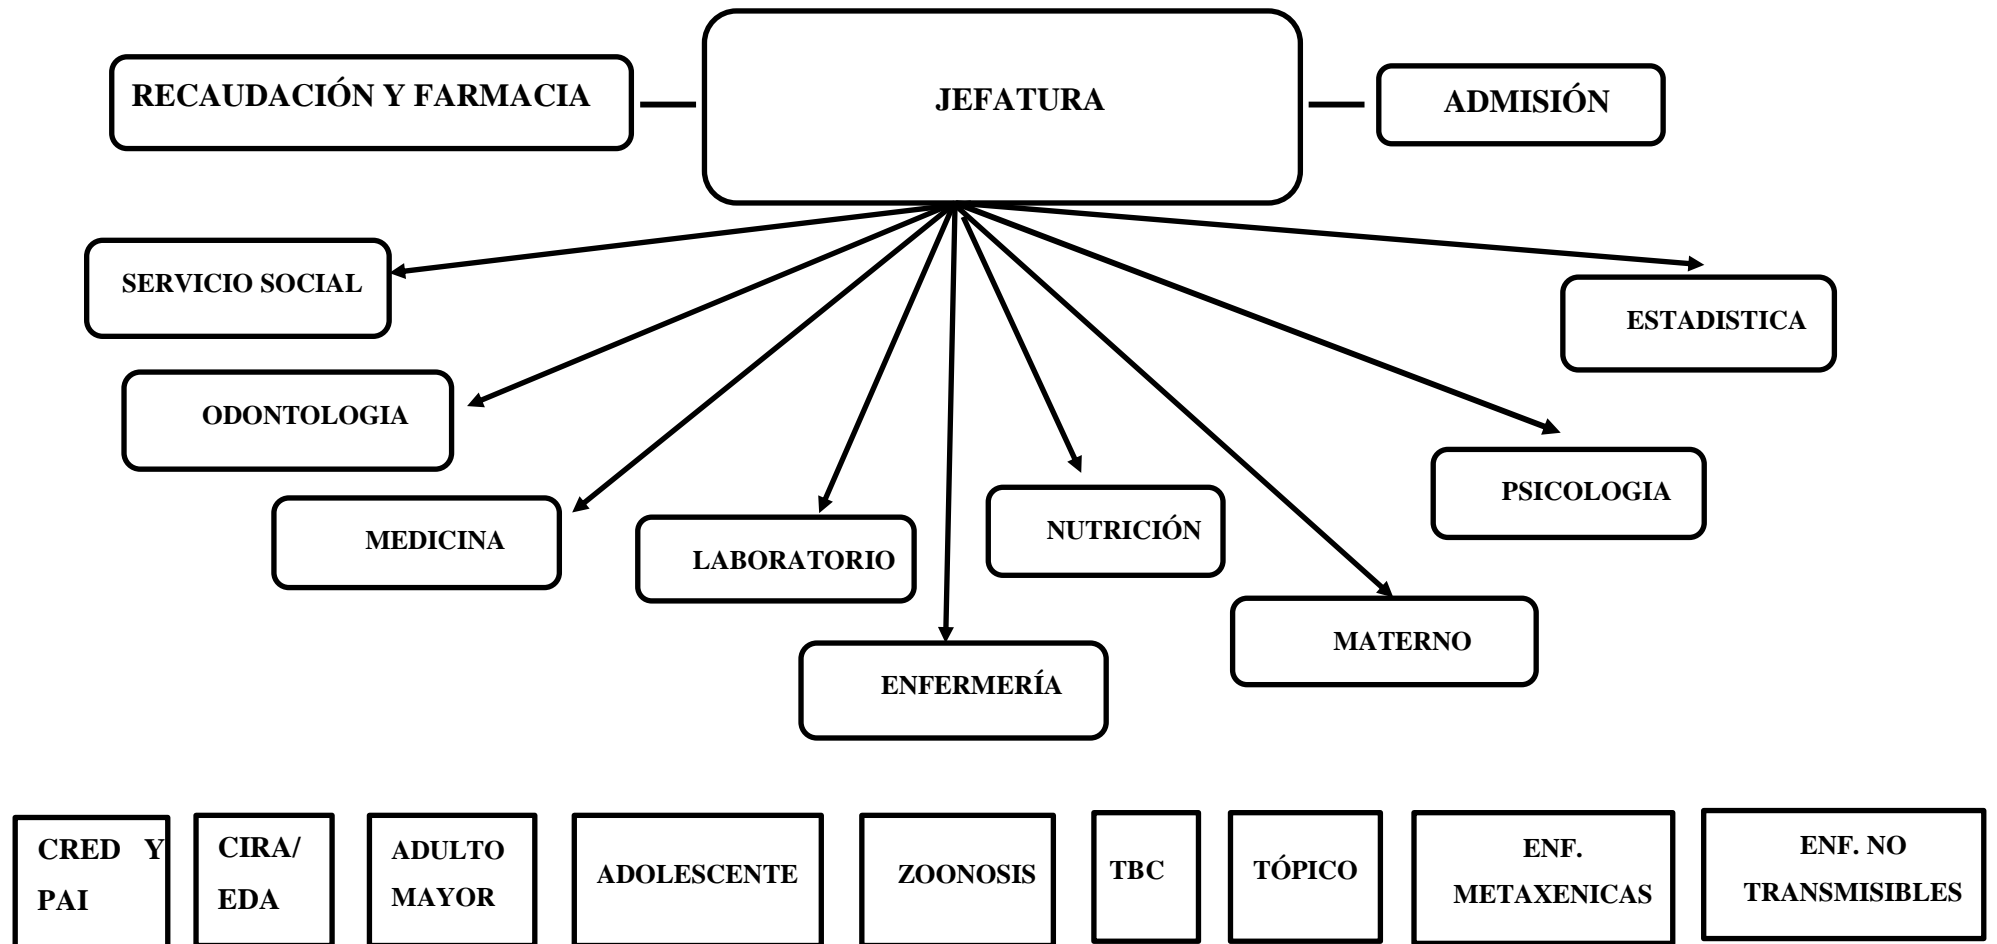 RECAUDACIÓN Y FARMACIA
JEFATURA
ADMISIÓN
SERVICIO SOCIAL
ESTADISTICA
ODONTOLOGIA
PSICOLOGIA
MEDICINA
LABORATORIO
NUTRICIÓN
MATERNO
ENFERMERÍA
CRED Y
PAI
CIRA/
EDA
ADULTO
MAYOR
ADOLESCENTE
ZOONOSIS
TBC
TÓPICO
ENF.
METAXENICAS
ENF. NO
TRANSMISIBLES